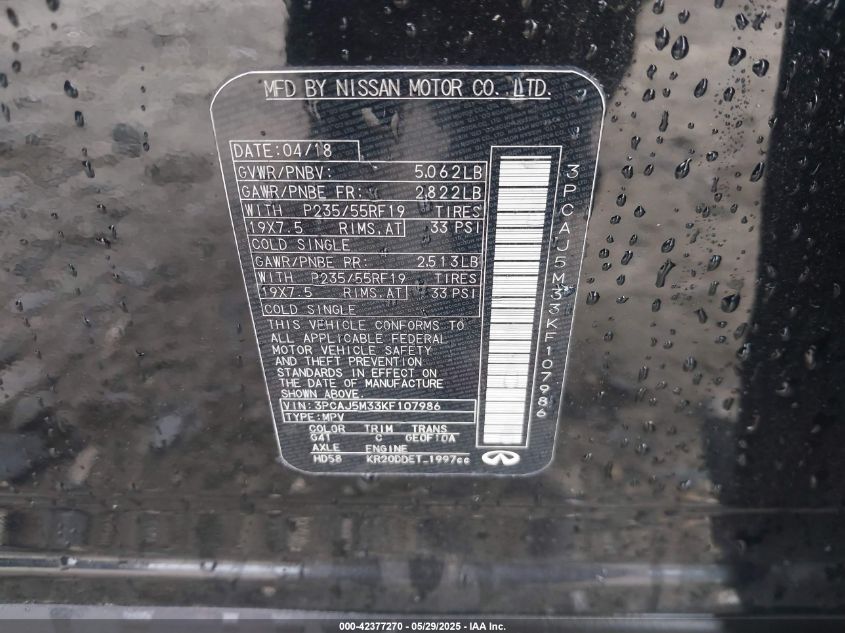 MFD BY NISSAN MOTOR CO., LTD.
DATE:04/18
GVWR/PNBV: 5,062LB
GAWR/PNBE FR: 2,822LB
WITH P235/55RF19 TIRES
19X7.5 RIMS,AT 33 PSI
COLD SINGLE
GAWR/PNBE RR: 2,513LB
WITH P235/55RF19 TIRES
19X7.5 RIMS,AT 33 PSI
COLD SINGLE
THIS VEHICLE CONFORMS TO
ALL APPLICABLE FEDERAL
MOTOR VEHICLE SAFETY
AND THEFT PREVENTION
STANDARDS IN EFFECT ON
THE DATE OF MANUFACTURE
SHOWN ABOVE.
VIN: 3PCAJ5M33KF107986
TYPE: MPV
COLOR TRIM TRANS
G41 C GE0F10A
AXLE ENGINE
HD58 KR20DDET 1997cc
3PCAJ5M33KF107986
000-42377270 - 05/29/2025 - IAA Inc.